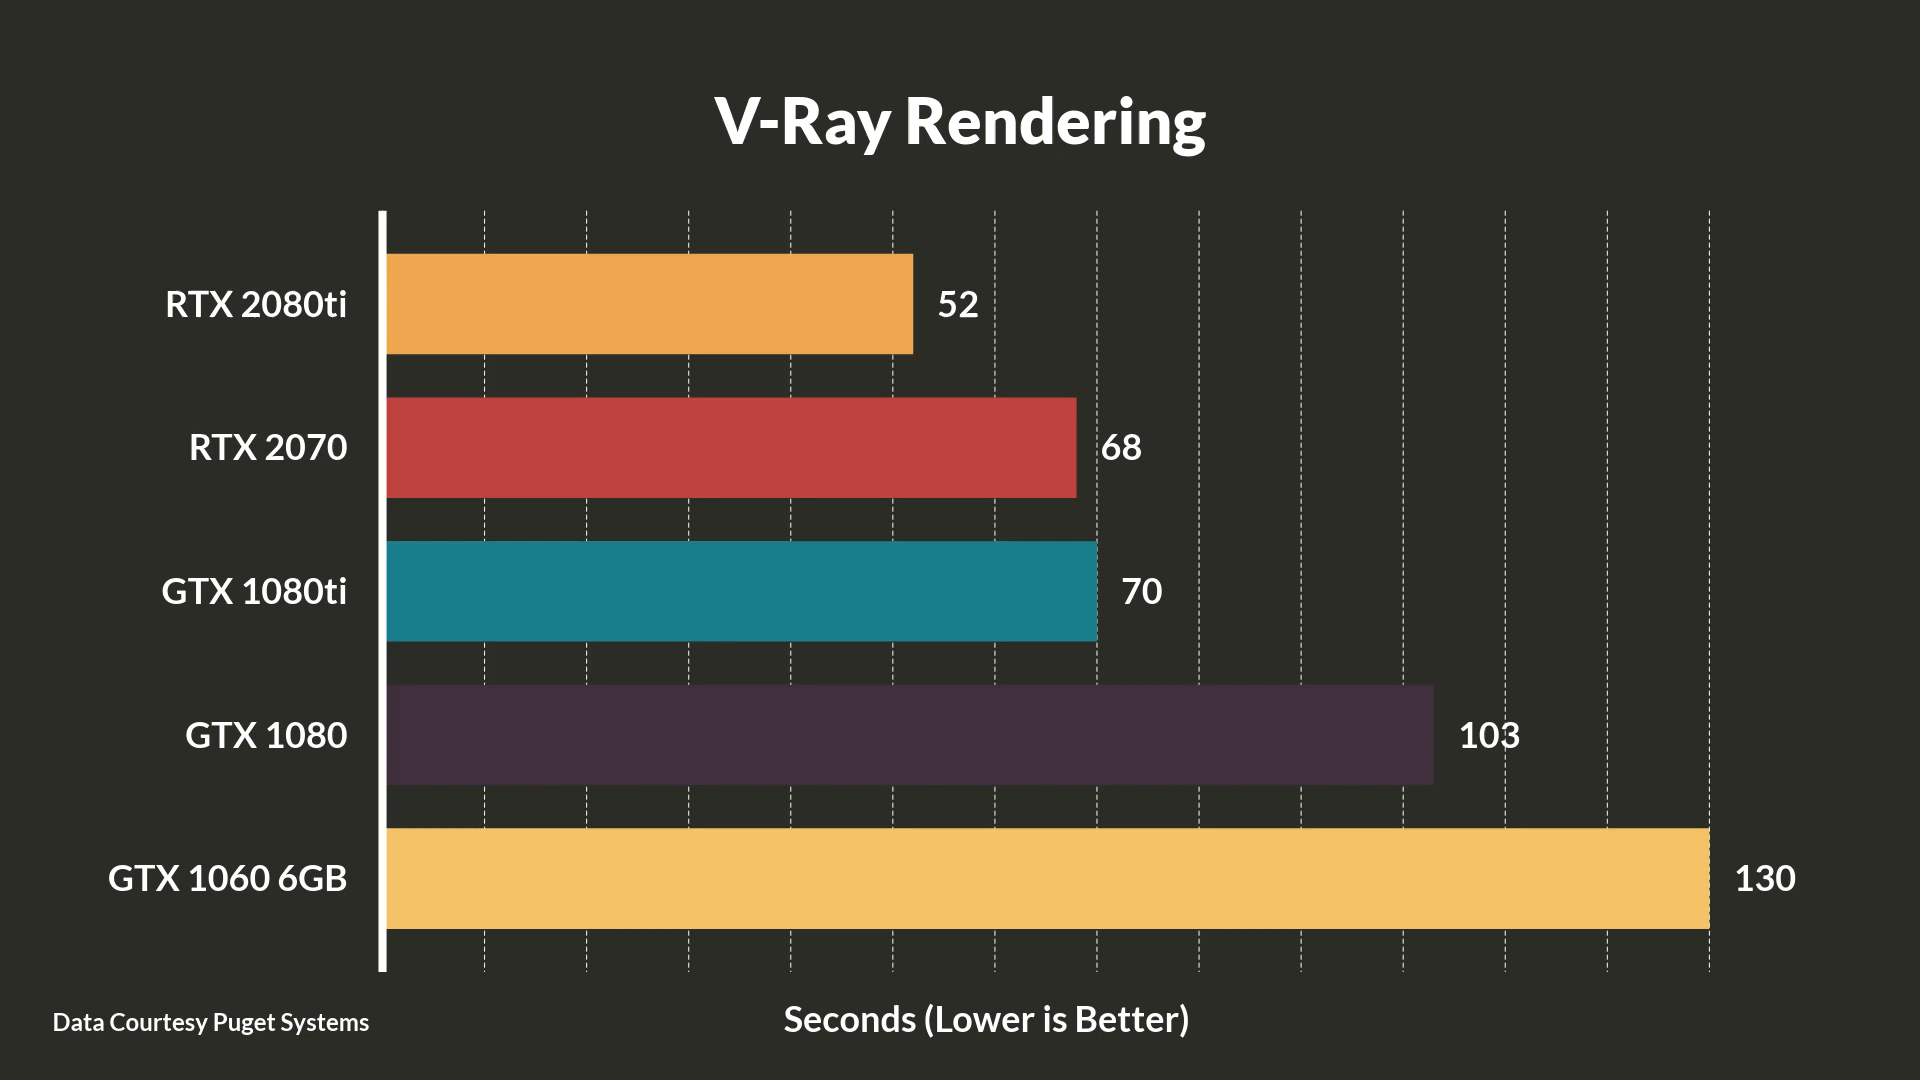 V-Ray Rendering
RTX 2080ti
52
RTX 2070
68
GTX 1080ti
70
GTX 1080
103
GTX 1060 6GB
130
Seconds (Lower is Better)
Data Courtesy Puget Systems